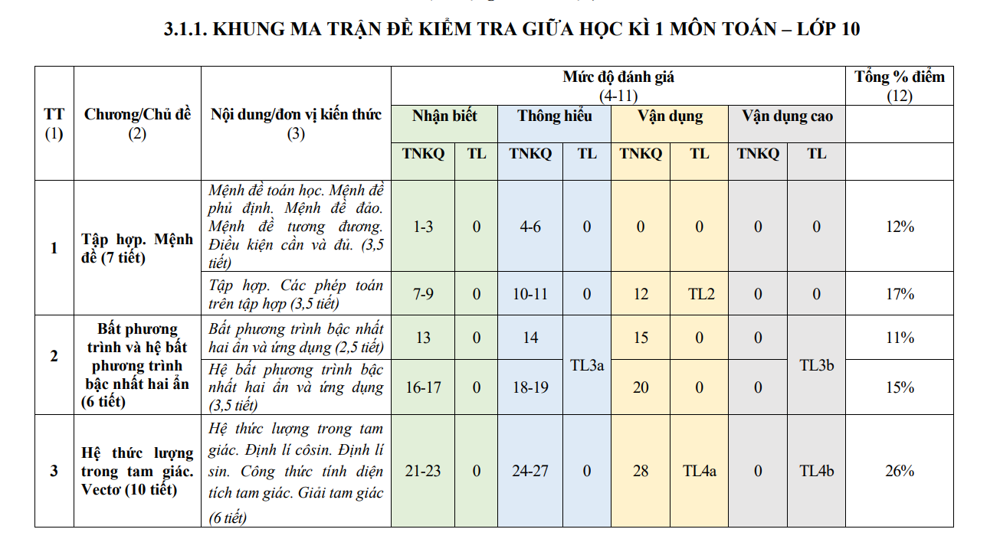 3.1.1. KHUNG MA TRẬN ĐỀ KIỂM TRA GIỮA HỌC KÌ 1 MÔN TOÁN – LỚP 10
TT
(1)
Chương/Chủ đề
(2)
Nội dung/đơn vị kiến thức
(3)
Mức độ đánh giá
(4-11)
Tổng % điểm
(12)
Nhận biết
Thông hiểu
Vận dụng
Vận dụng cao
TNKQ
TL
TNKQ
TL
TNKQ
TL
TNKQ
TL
1
Tập hợp. Mệnh
đề (7 tiết)
Mệnh đề toán học. Mệnh đề
phủ định. Mệnh đề đảo.
Mệnh đề tương đương.
Điều kiện cần và đủ. (3,5
tiết)
1-3
0
4-6
0
0
0
0
0
12%
Tập hợp. Các phép toán
trên tập hợp (3,5 tiết)
7-9
0
10-11
0
12
TL2
0
0
17%
2
Bất phương
trình và hệ bất
phương trình
bậc nhất hai ẩn
(6 tiết)
Bất phương trình bậc nhất
hai ẩn và ứng dụng (2,5 tiết)
13
0
14
TL3a
15
0
0
TL3b
11%
Hệ bất phương trình bậc
nhất hai ẩn và ứng dụng
(3,5 tiết)
16-17
0
18-19
20
0
0
15%
3
Hệ thức lượng
trong tam giác.
Vectơ (10 tiết)
Hệ thức lượng trong tam
giác. Định lí côsin. Định lí
sin. Công thức tính diện
tích tam giác. Giải tam giác
(6 tiết)
21-23
0
24-27
0
28
TL4a
0
TL4b
26%